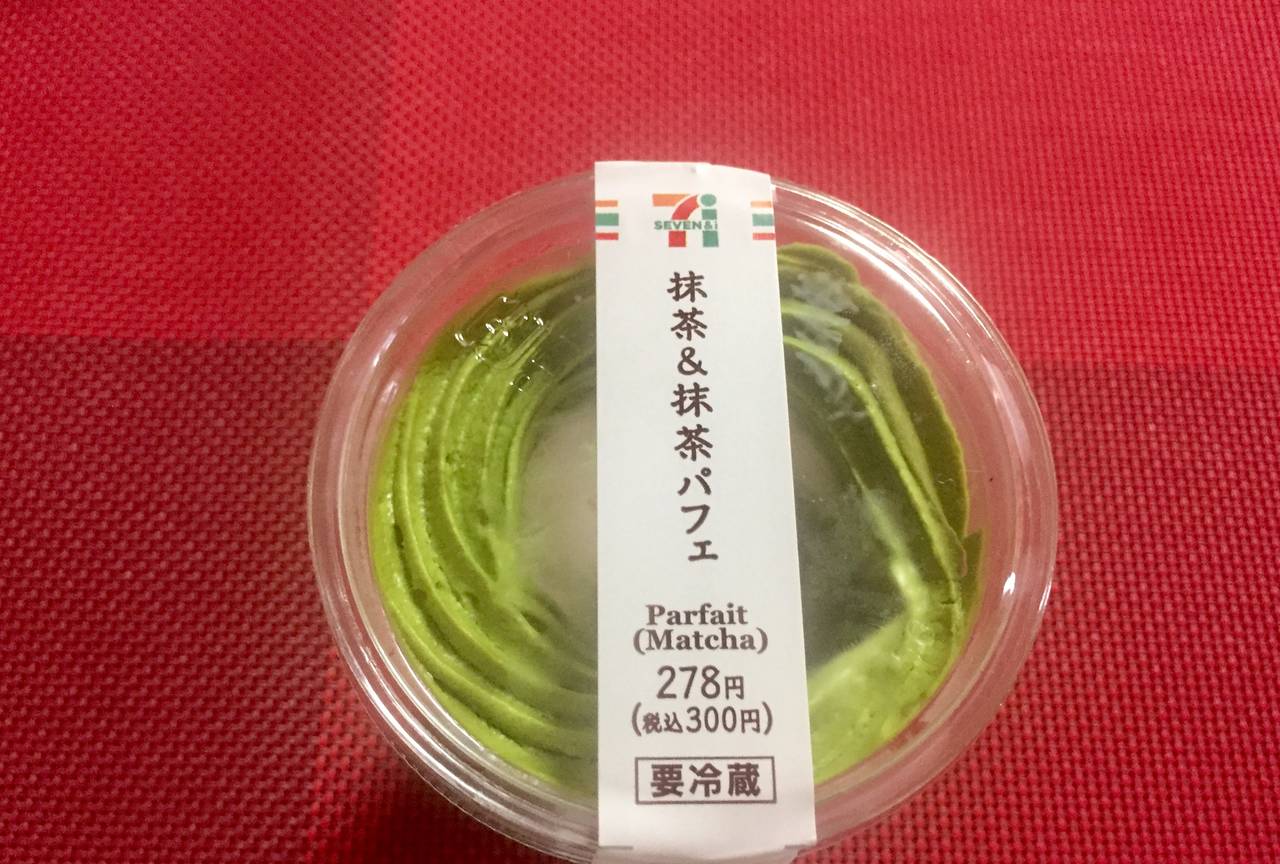 SEVEN&i
抹茶&抹茶パフェ
Parfait
(Matcha)
278円
(税込300円)
要冷蔵